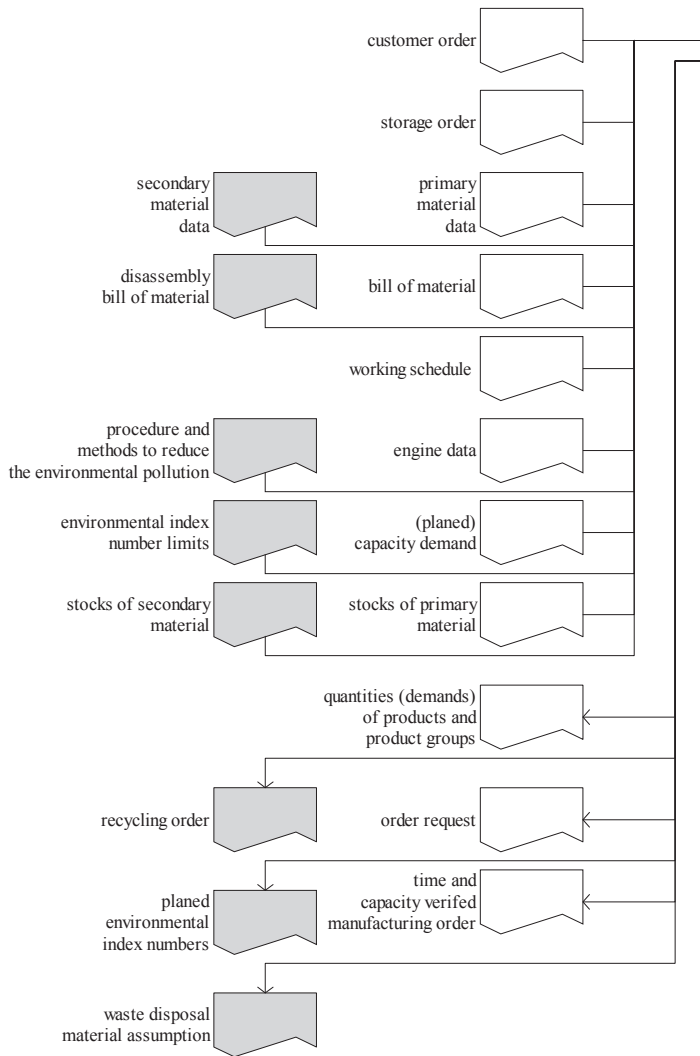 customer order
storage order
secondary
material
data
primary
material
data
disassembly
bill of material
bill of material
working schedule
procedure and
methods to reduce
the environmental pollution
engine data
environmental index
number limits
(planed)
capacity demand
stocks of secondary
material
stocks of primary
material
quantities (demands)
of products and
product groups
recycling order
order request
time and
capacity verifed
manufacturing order
planed
environmental
index numbers
waste disposal
material assumption